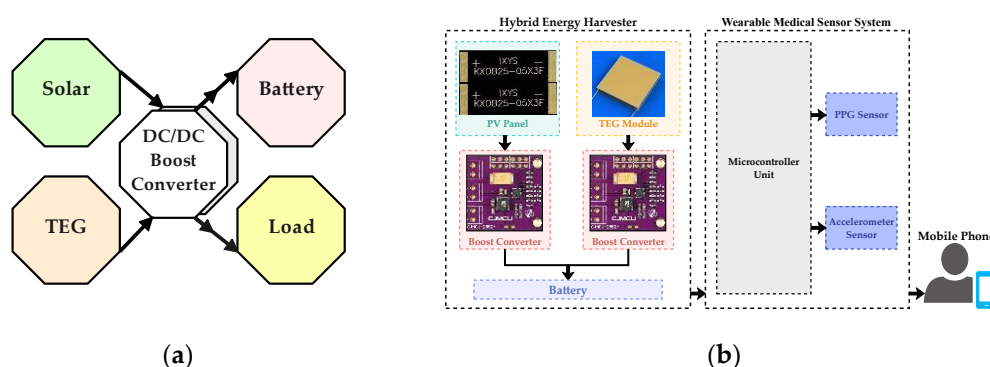 Solar
Battery
DC/DC
Boost
Converter
TEG
Load
(a)
Hybrid Energy Harvester
IXYS
KXOB25-05X3F
IXYS
KXOB25-05X3F
PV Panel
TEG Module
CJMCU
Boost Converter
CJMCU
Boost Converter
Battery
Wearable Medical Sensor System
Microcontroller
Unit
PPG Sensor
Accelerometer
Sensor
Mobile Phone
(b)